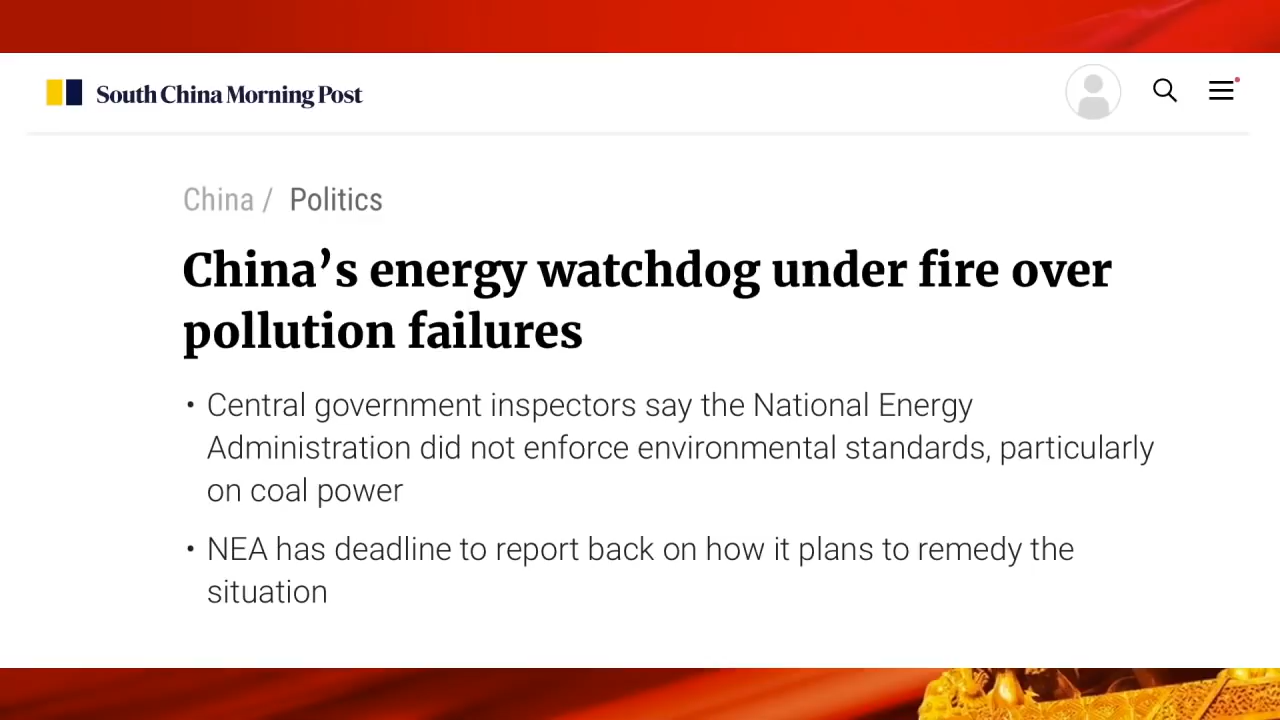 South China Morning Post
China / Politics
China’s energy watchdog under fire over
pollution failures
• Central government inspectors say the National Energy
Administration did not enforce environmental standards, particularly
on coal power
• NEA has deadline to report back on how it plans to remedy the
situation